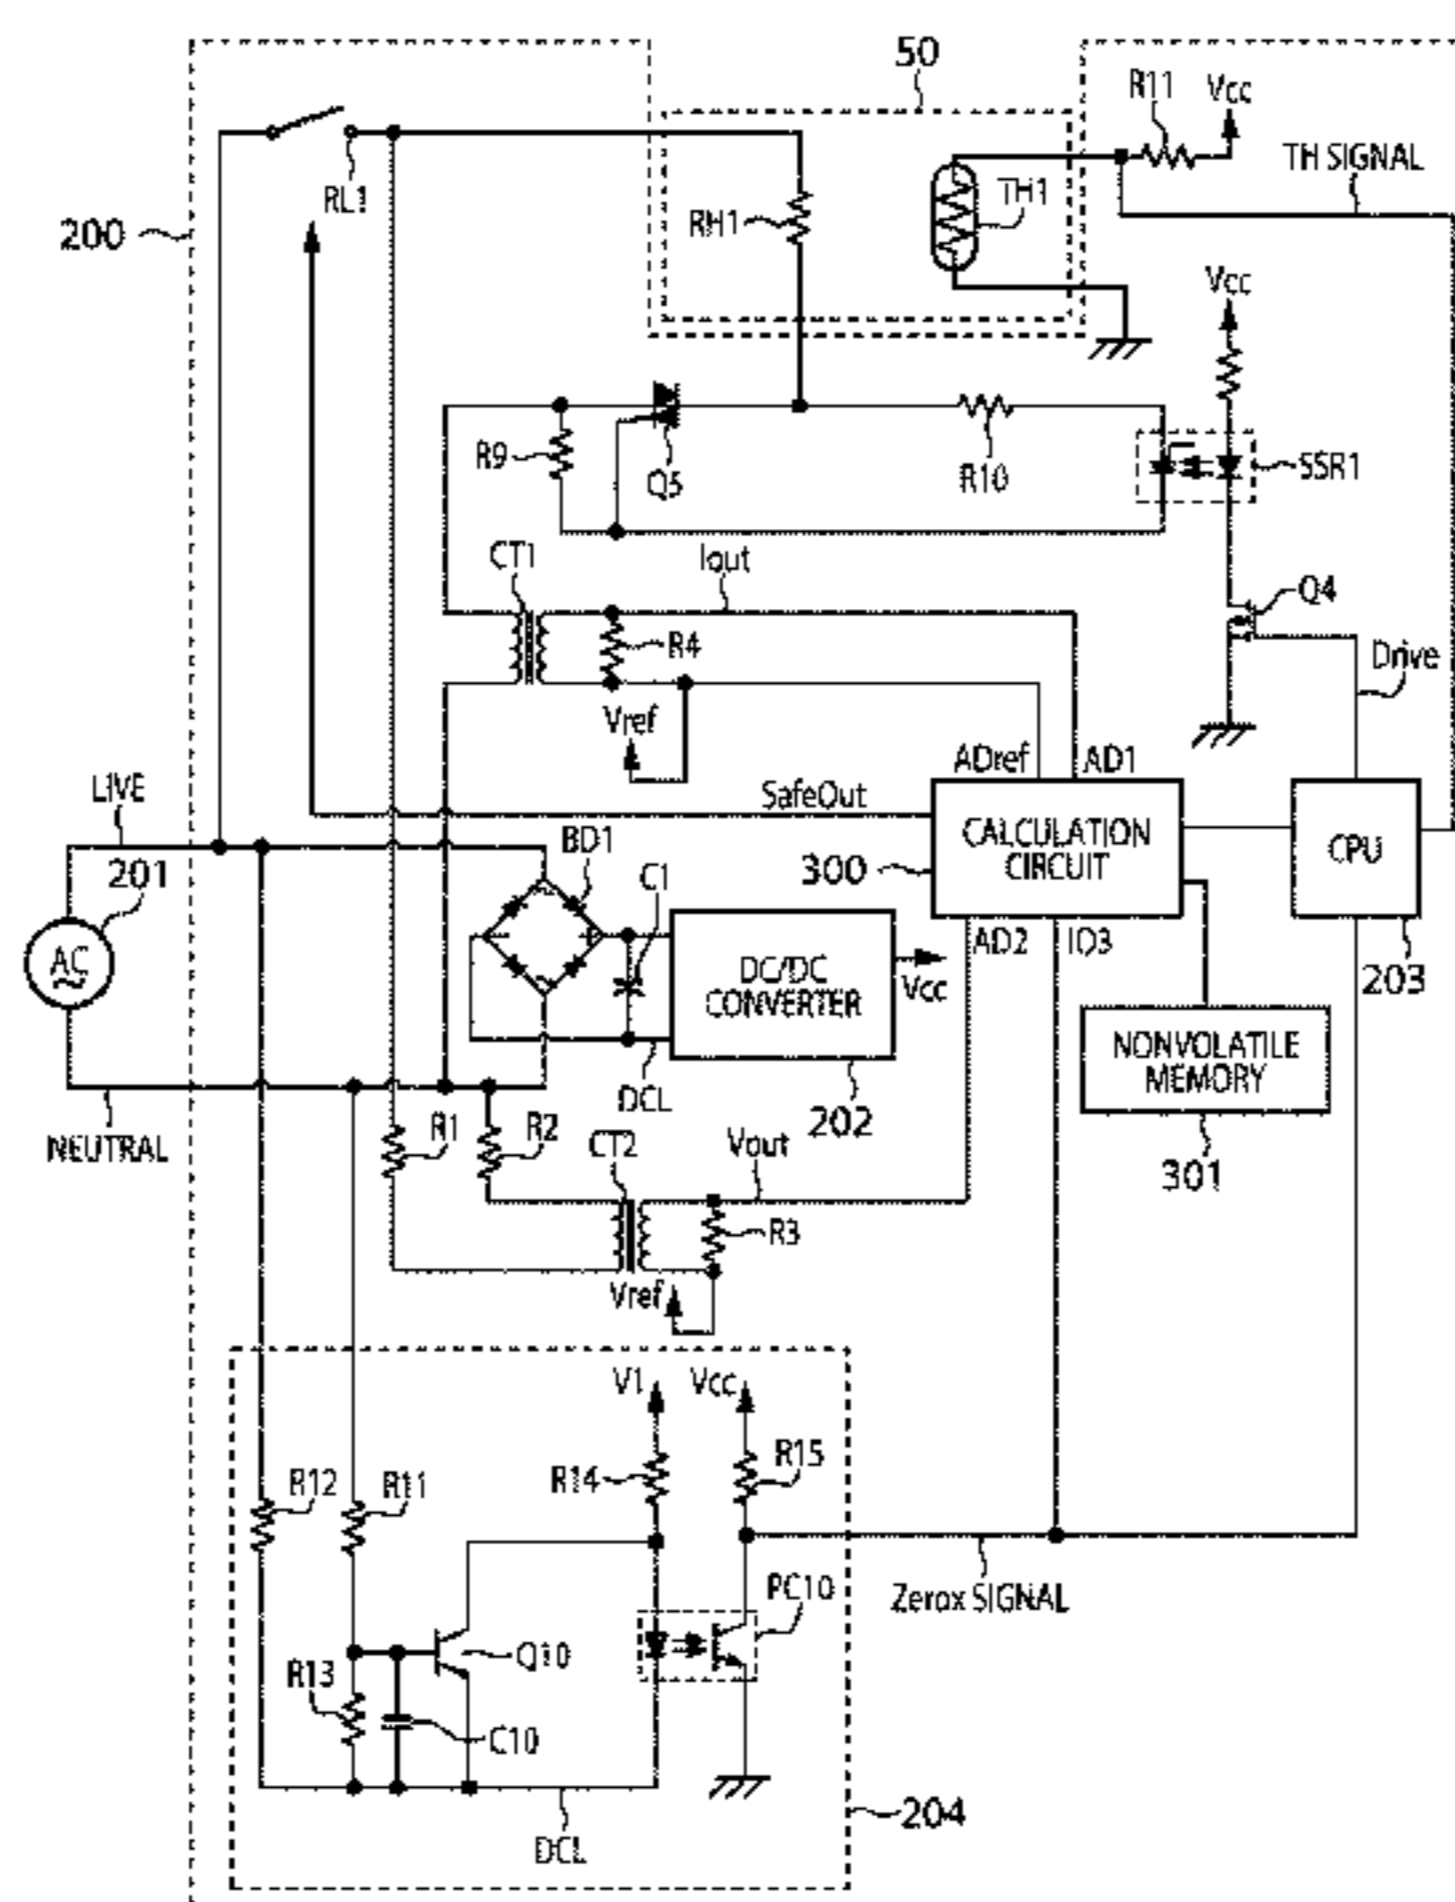 50
R11
Vcc
TH SIGNAL
RL1
200
RH1
TH1
Vcc
R9
Q5
R10
SSR1
CT1
Iout
R4
Q4
Drive
Vref
ADref
AD1
SafeOut
LIVE
201
BD1
C1
300
CALCULATION
CIRCUIT
CPU
AC
AD2
IO3
DC/DC
CONVERTER
Vcc
203
NONVOLATILE
MEMORY
NEUTRAL
R1
R2
DCL
202
CT2
Vout
301
R3
Vref
V1
Vcc
R12
R11
R14
R15
PC10
Zerox SIGNAL
R13
Q10
C10
204
DCL